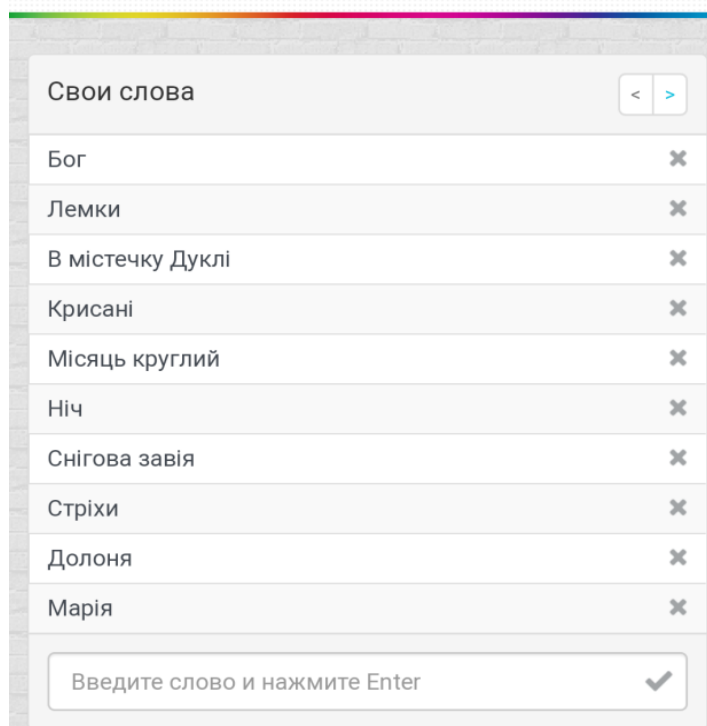 Свои слова
< >
Бог
Лемки
В містечку Дуклі
Крисані
Місяць круглий
Ніч
Снігова завія
Стріхи
Долоня
Марія
Введите слово и нажмите Enter